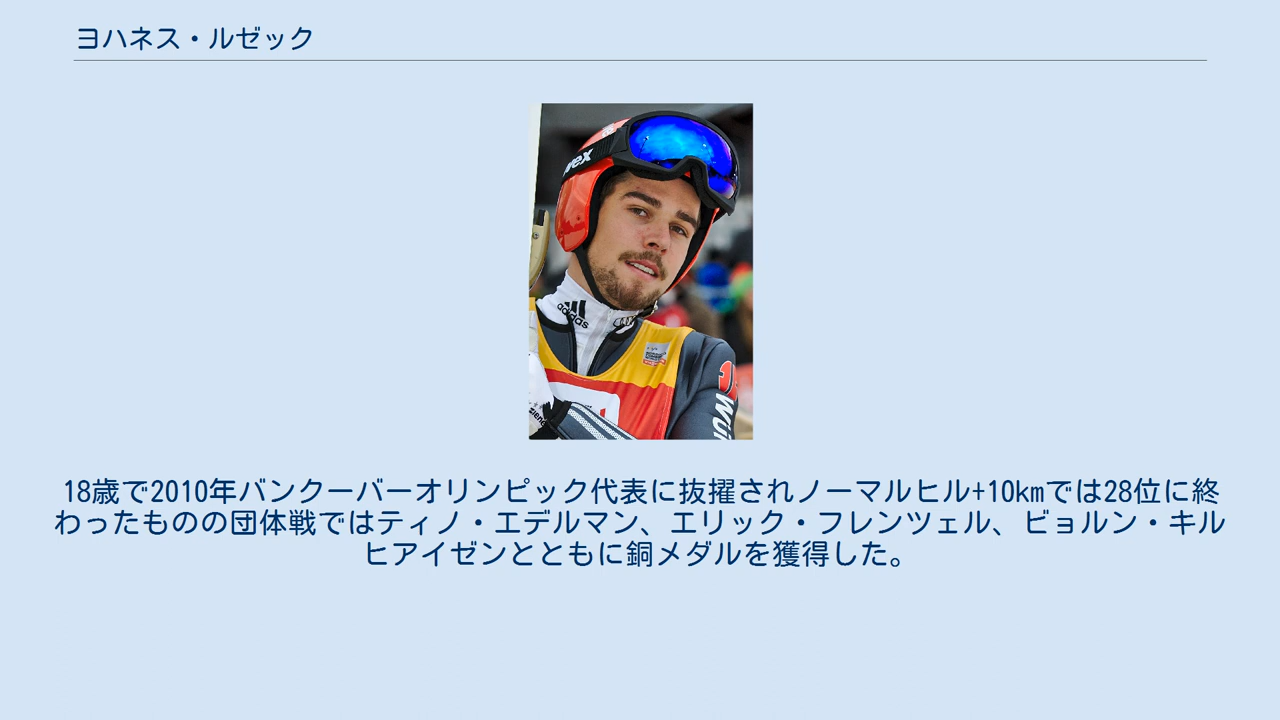 ヨハネス・ルゼック
uvex
adidas
18歳で2010年バンクーバーオリンピック代表に抜擢されノーマルヒル+10kmでは28位に終
わったものの団体戦ではティノ・エデルマン、エリック・フレンツェル、ビョルン・キル
ヒアイゼンとともに銅メダルを獲得した。